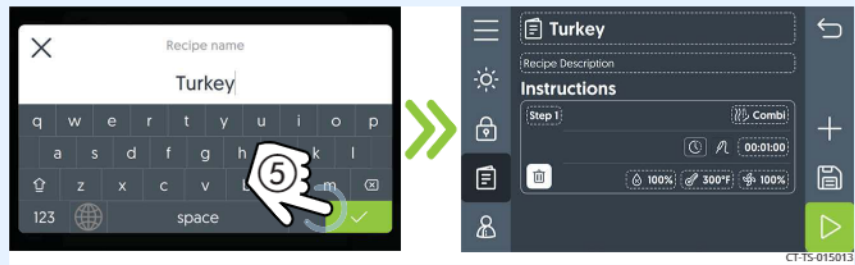 Recipe name
Turkey
q w e r t y u i o p
a s d f g h k l
z x c v m
123 space
5
Turkey
Recipe Description
Instructions
Step 1 Combi
00:01:00
100% 300°F 100%
CT-TS-015013